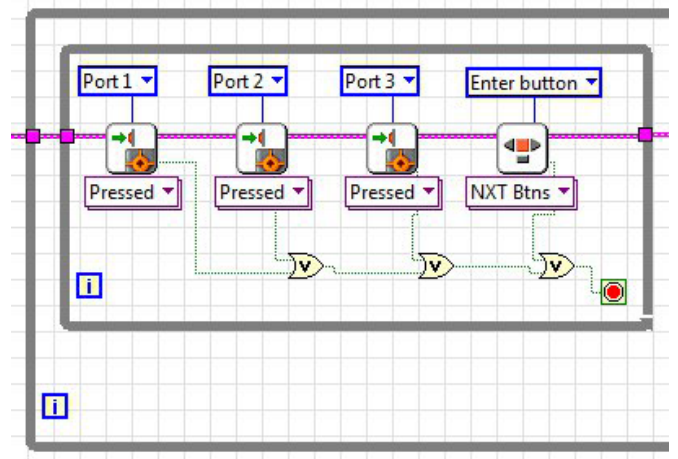 Port 1
Port 2
Port 3
Enter button
Pressed
Pressed
Pressed
NXT Btns
V
V
V
i
i